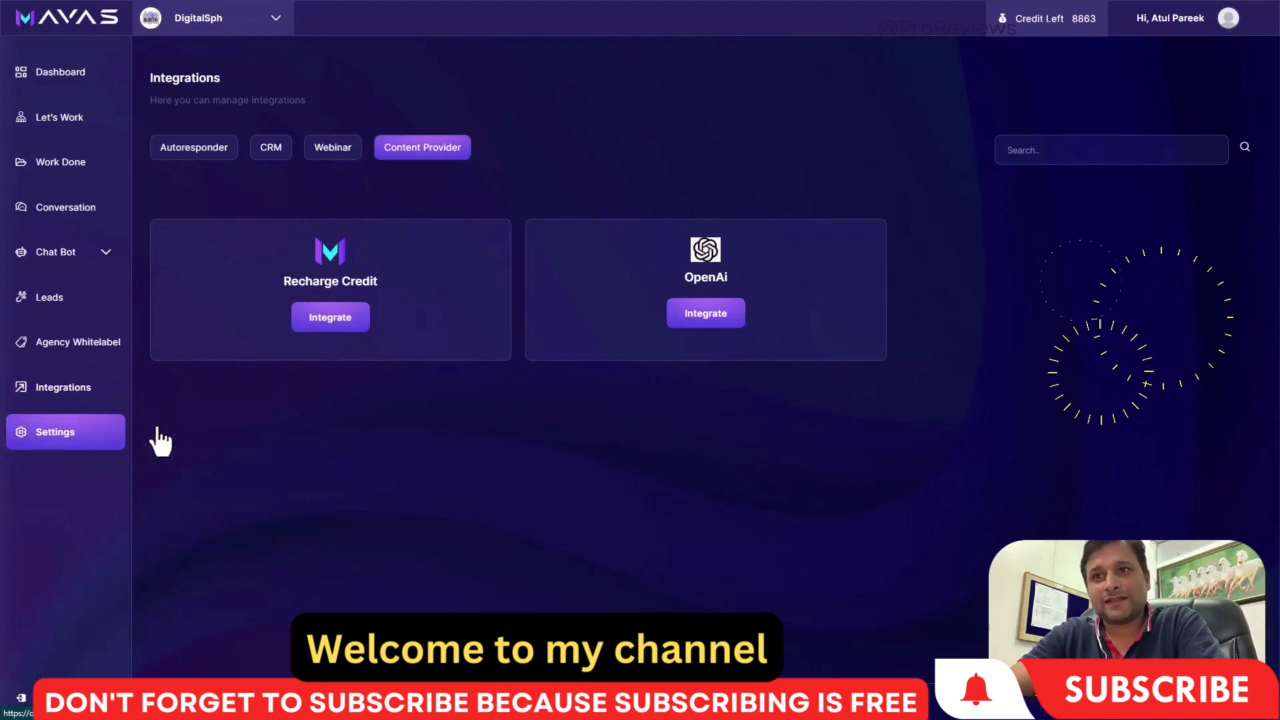 MAVAS
DigitalSph
Credit Left 8863
Hi, Atul Pareek
@ProReviews
Dashboard
Let's Work
Work Done
Conversation
Chat Bot
Leads
Agency Whitelabel
Integrations
Settings
Integrations
Here you can manage integrations
Autoresponder
CRM
Webinar
Content Provider
Search..
Recharge Credit
Integrate
OpenAi
Integrate
Welcome to my channel
DON'T FORGET TO SUBSCRIBE BECAUSE SUBSCRIBING IS FREE
SUBSCRIBE